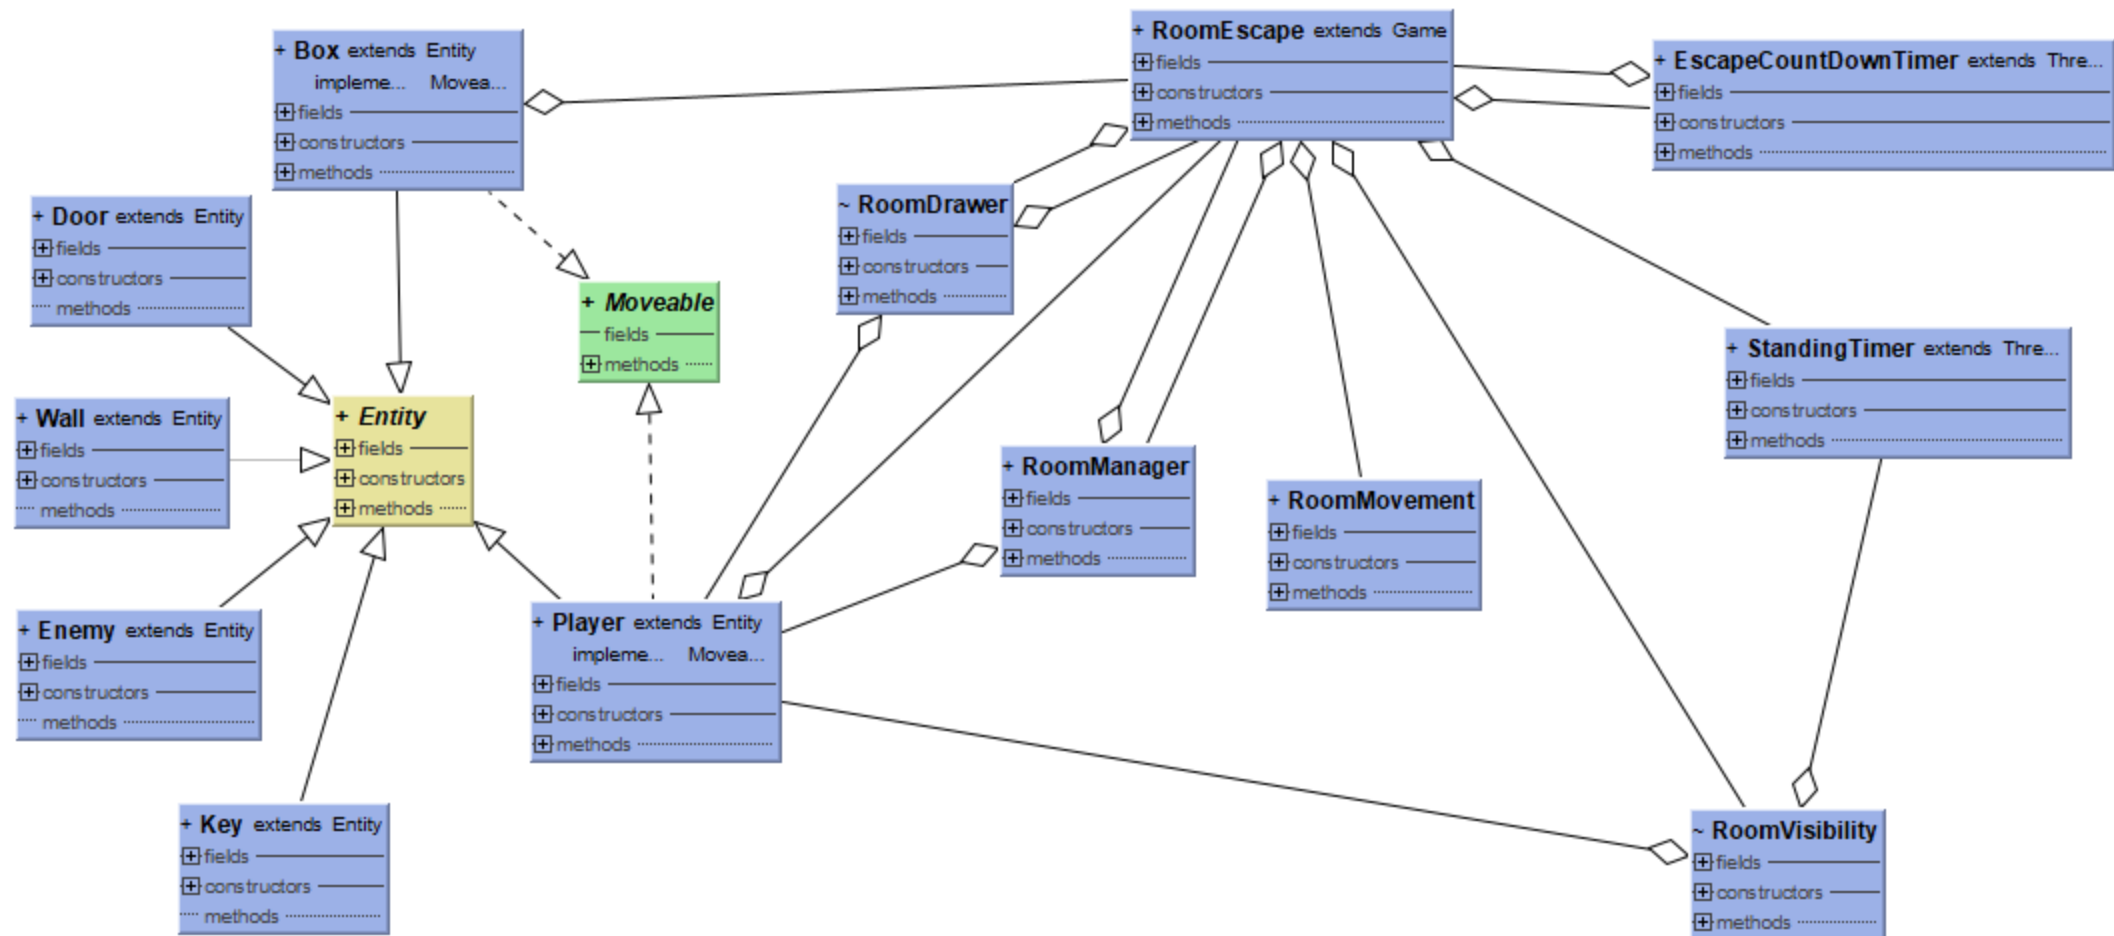 + Box extends Entity
impleme... Movea...
fields
constructors
methods
+ RoomEscape extends Game
fields
constructors
methods
+ EscapeCountDownTimer extends Thre...
fields
constructors
methods
+ Door extends Entity
fields
constructors
methods
~ RoomDrawer
fields
constructors
methods
+ Moveable
fields
methods
+ StandingTimer extends Thre...
fields
constructors
methods
+ Wall extends Entity
fields
constructors
methods
+ Entity
fields
constructors
methods
+ RoomManager
fields
constructors
methods
+ RoomMovement
fields
constructors
methods
+ Enemy extends Entity
fields
constructors
methods
+ Player extends Entity
impleme... Movea...
fields
constructors
methods
+ Key extends Entity
fields
constructors
methods
~ RoomVisibility
fields
constructors
methods